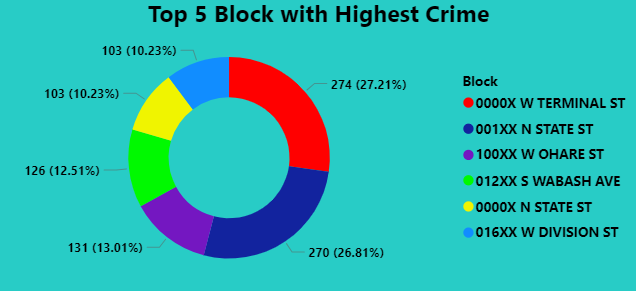 Top 5 Block with Highest Crime
103 (10.23%)
274 (27.21%)
103 (10.23%)
126 (12.51%)
131 (13.01%)
270 (26.81%)
Block
0000X W TERMINAL ST
001XX N STATE ST
100XX W OHARE ST
012XX S WABASH AVE
0000X N STATE ST
016XX W DIVISION ST